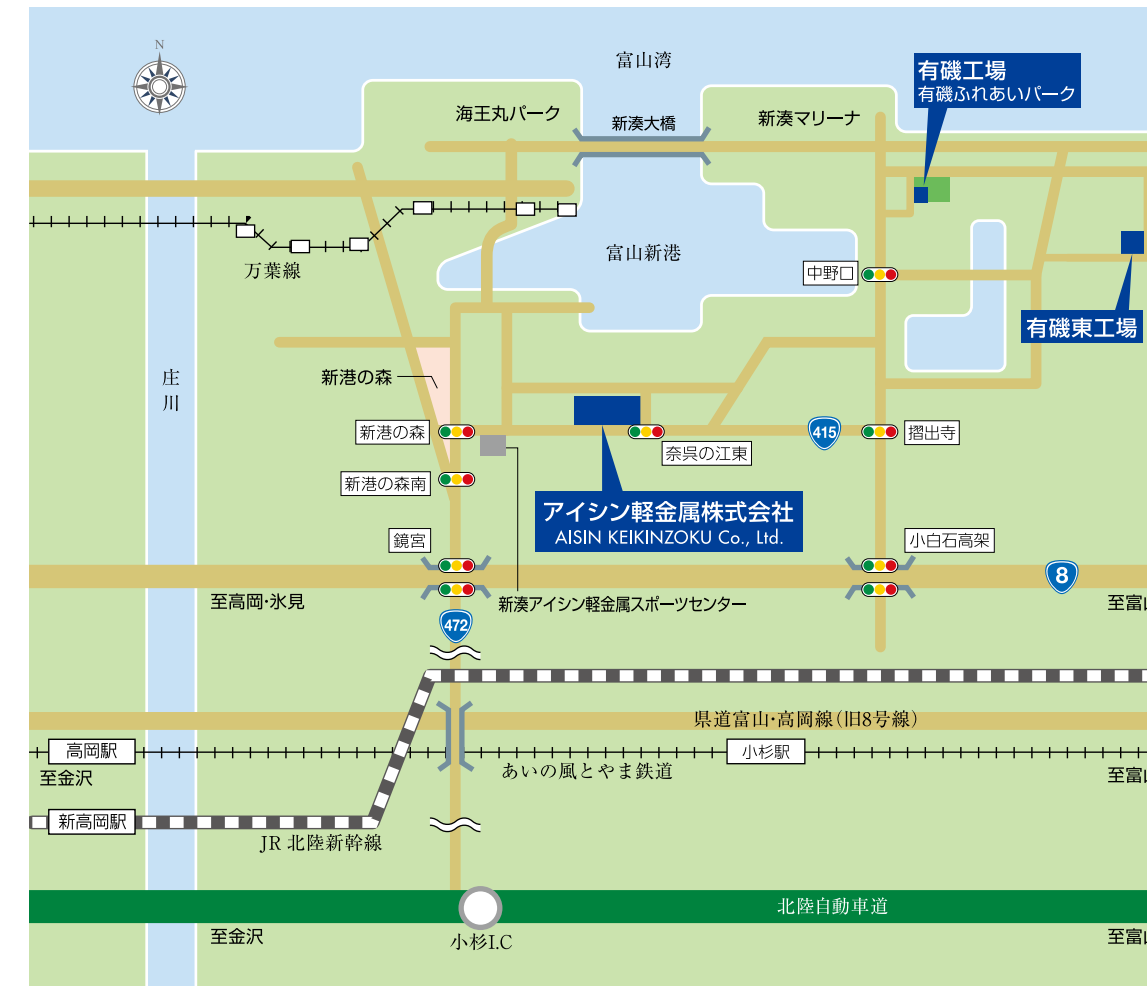 N
富山湾
有磯工場
有磯ふれあいパーク
海王丸パーク
新湊大橋
新湊マリーナ
万葉線
富山新港
中野口
有磯東工場
庄川
新港の森
新港の森
415
摺出寺
奈呉の江東
新港の森南
アイシン軽金属株式会社
AISIN KEIKINZOKU Co., Ltd.
鏡宮
小白石高架
8
至高岡・氷見
新湊アイシン軽金属スポーツセンター
至富山
472
県道富山・高岡線(旧8号線)
高岡駅
小杉駅
至金沢
あいの風とやま鉄道
至富山
新高岡駅
JR 北陸新幹線
北陸自動車道
至金沢
小杉I.C
至富山